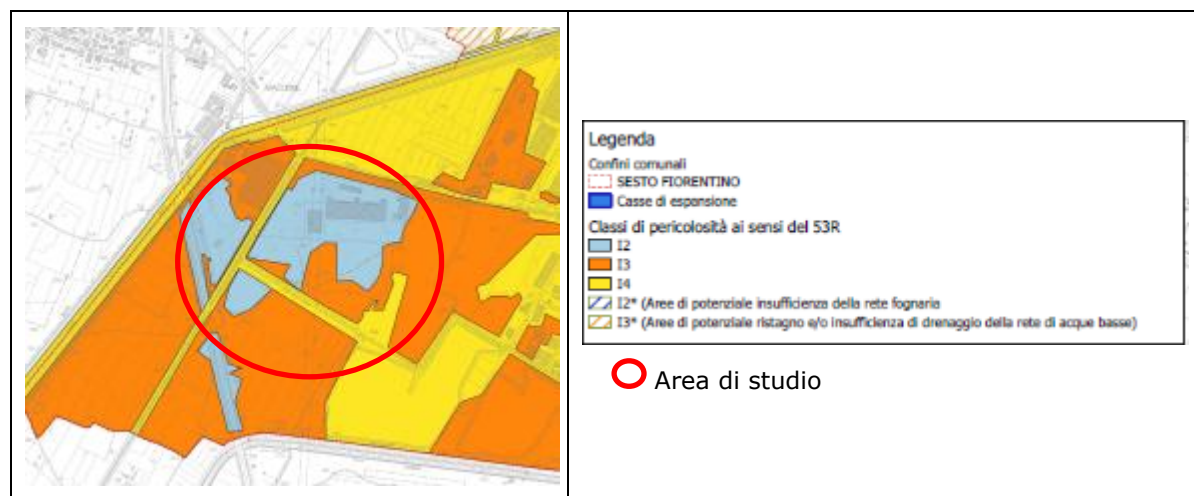 Legenda
Confini comunali
SESTO FIORENTINO
Casse di espansione
Classi di pericolosità ai sensi del 53R
I2
I3
I4
I2* (Aree di potenziale insufficienza della rete fognaria
I3* (Aree di potenziale ristagno e/o insufficienza di drenaggio della rete di acque basse)
Area di studio